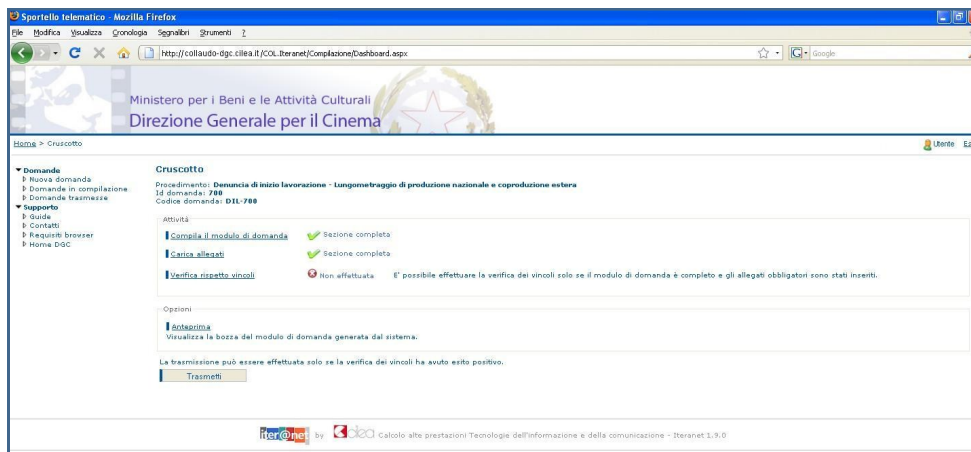 Sportello telematico - Mozilla Firefox
File Modifica Visualizza Cronologia Segnalibri Strumenti ?
http://collaudo-dgc.cilea.it/COL.Iteranet/Compilazione/Dashboard.aspx
Google
Ministero per i Beni e le Attività Culturali
Direzione Generale per il Cinema
Home > Cruscotto
Utente
Domande
Nuova domanda
Domande in compilazione
Domande trasmesse
Supporto
Guide
Contatti
Requisiti browser
Home DGC
Cruscotto
Procedimento: Denuncia di inizio lavorazione - Lungometraggio di produzione nazionale e coproduzione estera
Id domanda: 700
Codice domanda: DIL-700
Attività
Compila il modulo di domanda Sezione completa
Carica allegati Sezione completa
Verifica rispetto vincoli Non effettuata E' possibile effettuare la verifica dei vincoli solo se il modulo di domanda è completo e gli allegati obbligatori sono stati inseriti.
Opzioni
Anteprima
Visualizza la bozza del modulo di domanda generata dal sistema.
La trasmissione può essere effettuata solo se la verifica dei vincoli ha avuto esito positivo.
Trasmetti
iter@net by cilea Calcolo alte prestazioni Tecnologie dell'informazione e della comunicazione - Iteranet 1.9.0